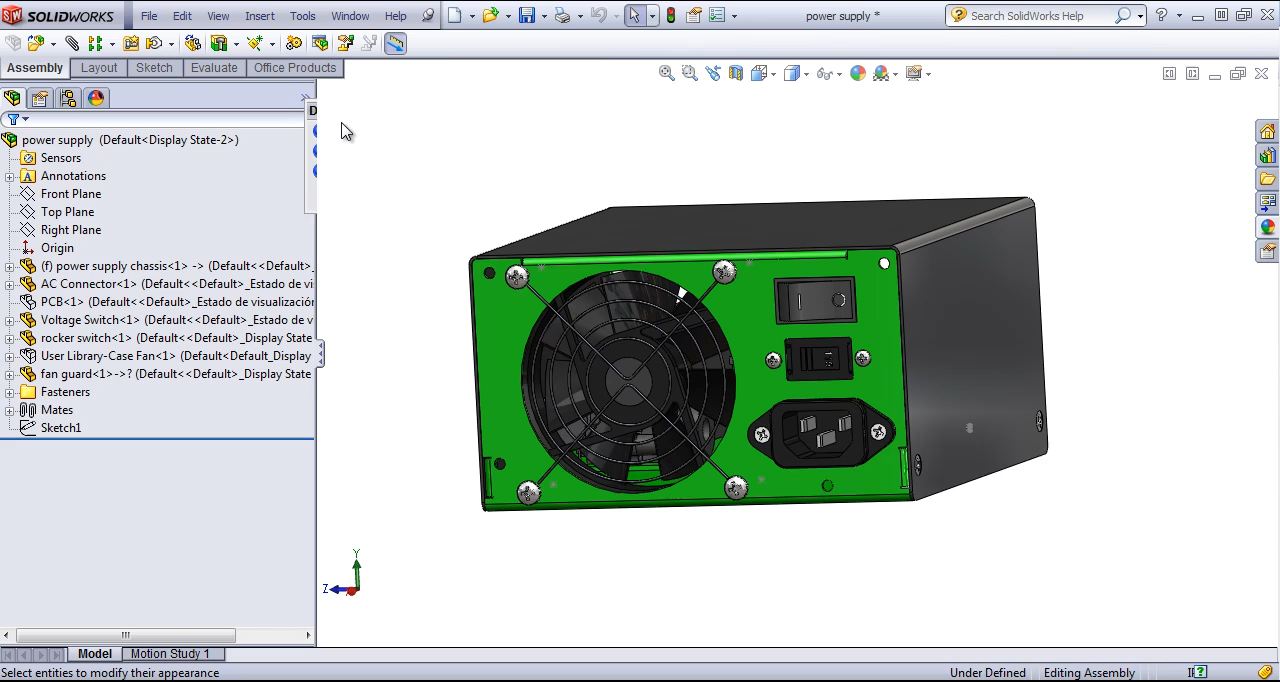 SOLIDWORKS File Edit View Insert Tools Window Help power supply * Search SolidWorks Help
Assembly Layout Sketch Evaluate Office Products
D
power supply (Default<Display State-2>)
Sensors
Annotations
Front Plane
Top Plane
Right Plane
Origin
(f) power supply chassis<1> -> (Default<<Default>_
AC Connector<1> (Default<<Default>_Estado de vi
PCB<1> (Default<<Default>_Estado de visualización
Voltage Switch<1> (Default<<Default>_Estado de v
rocker switch<1> (Default<<Default>_Display State
User Library-Case Fan<1> (Default<Default_Display
fan guard<1>->? (Default<<Default>_Display State
Fasteners
Mates
Sketch1
Y
Z
Model Motion Study 1
Select entities to modify their appearance Under Defined Editing Assembly